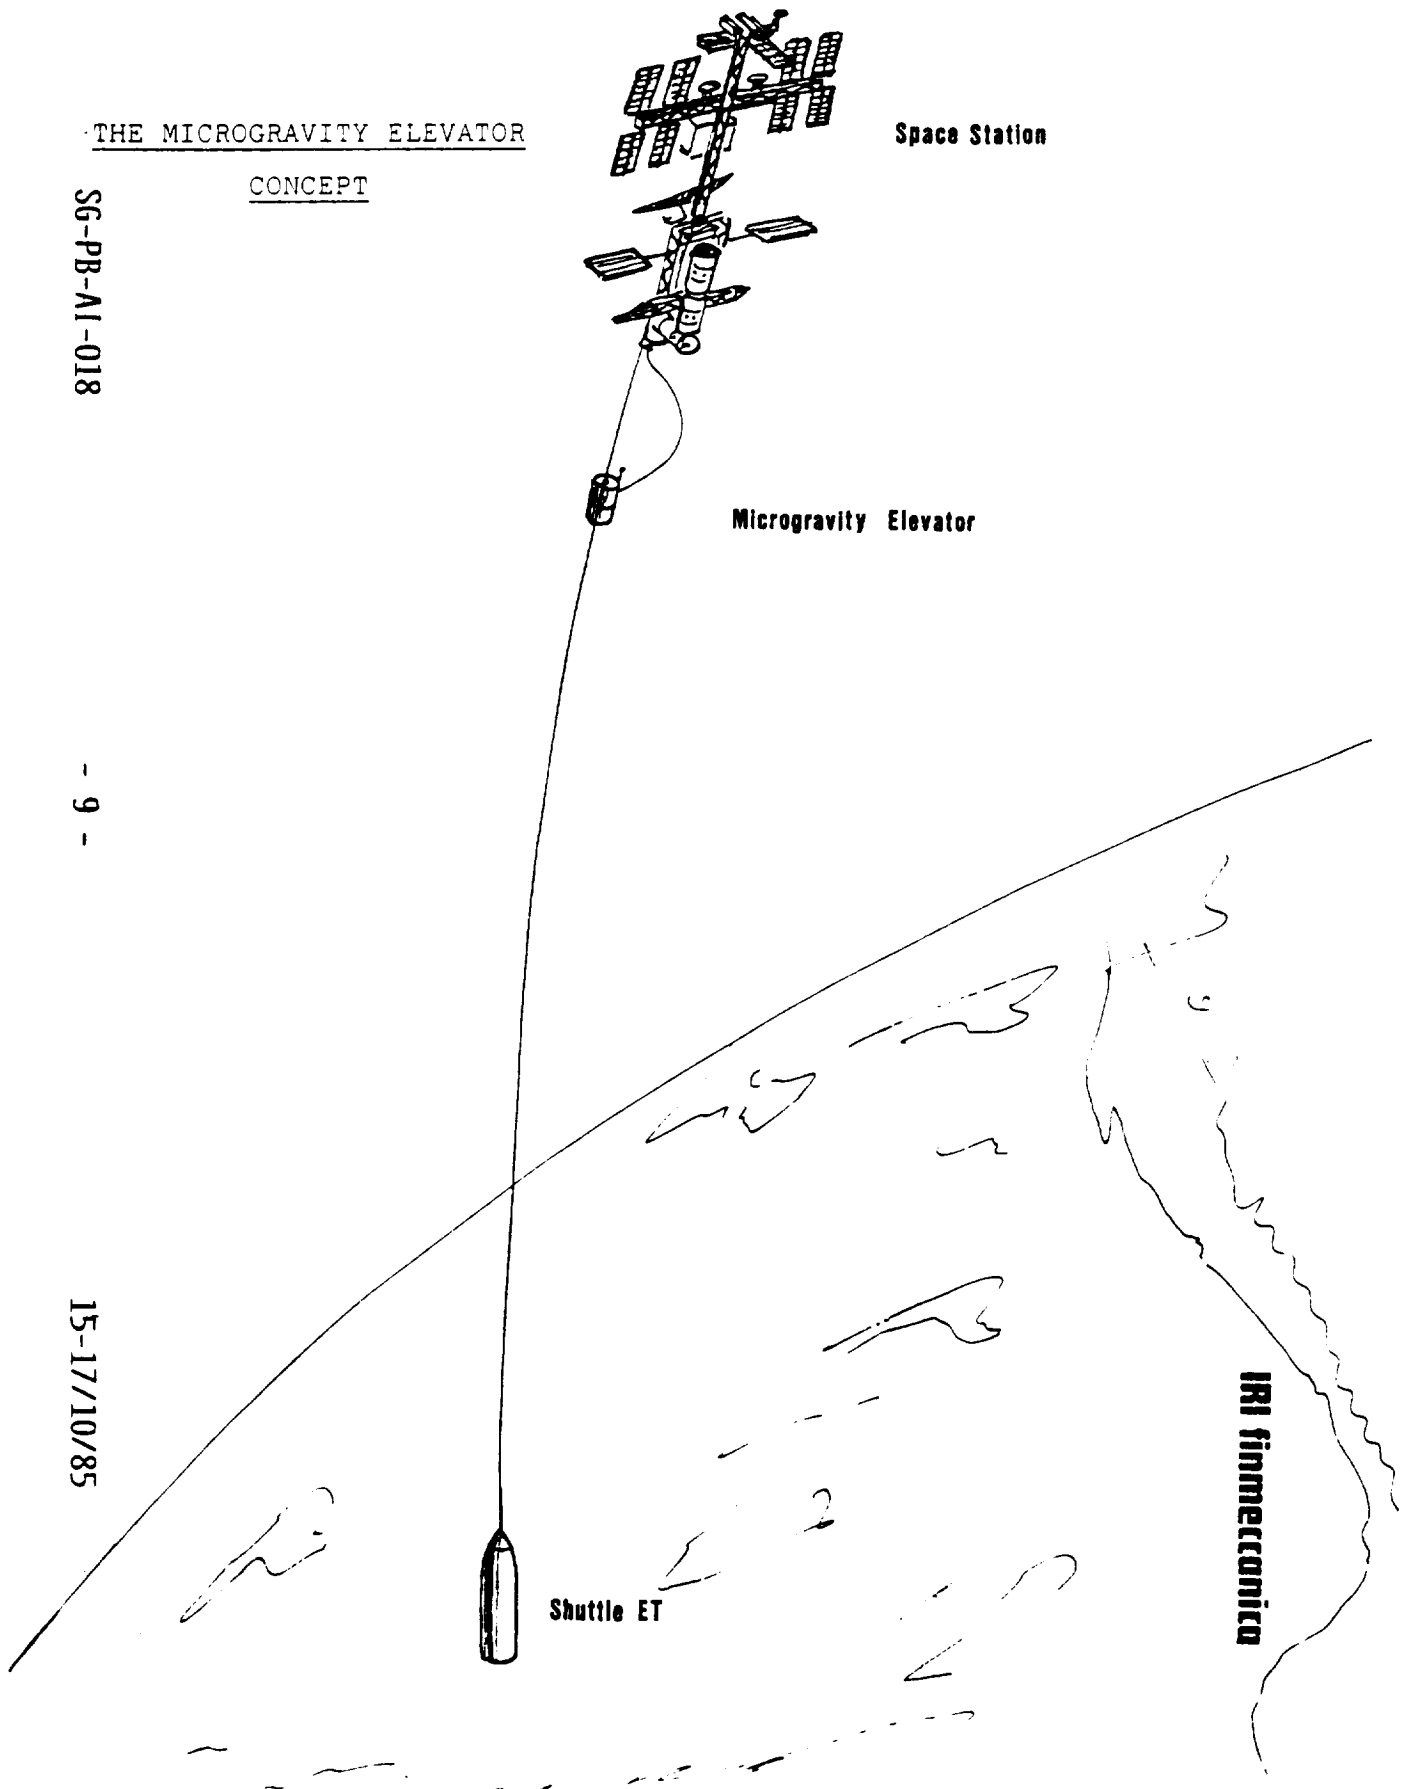 THE MICROGRAVITY ELEVATOR
CONCEPT
Space Station
SG-PB-AI-018
Microgravity Elevator
- 9 -
15-17/10/85
IRI finmeccanica
Shuttle ET